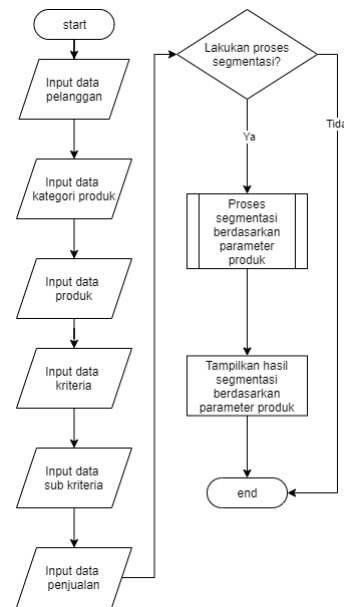 start
Input data
pelanggan
Input data
kategori produk
Input data
produk
Input data
kriteria
Input data
sub kriteria
Input data
penjualan
Lakukan proses
segmentasi?
Ya
Proses
segmentasi
berdasarkan
parameter
produk
Tampilkan hasil
segmentasi
berdasarkan
parameter produk
end